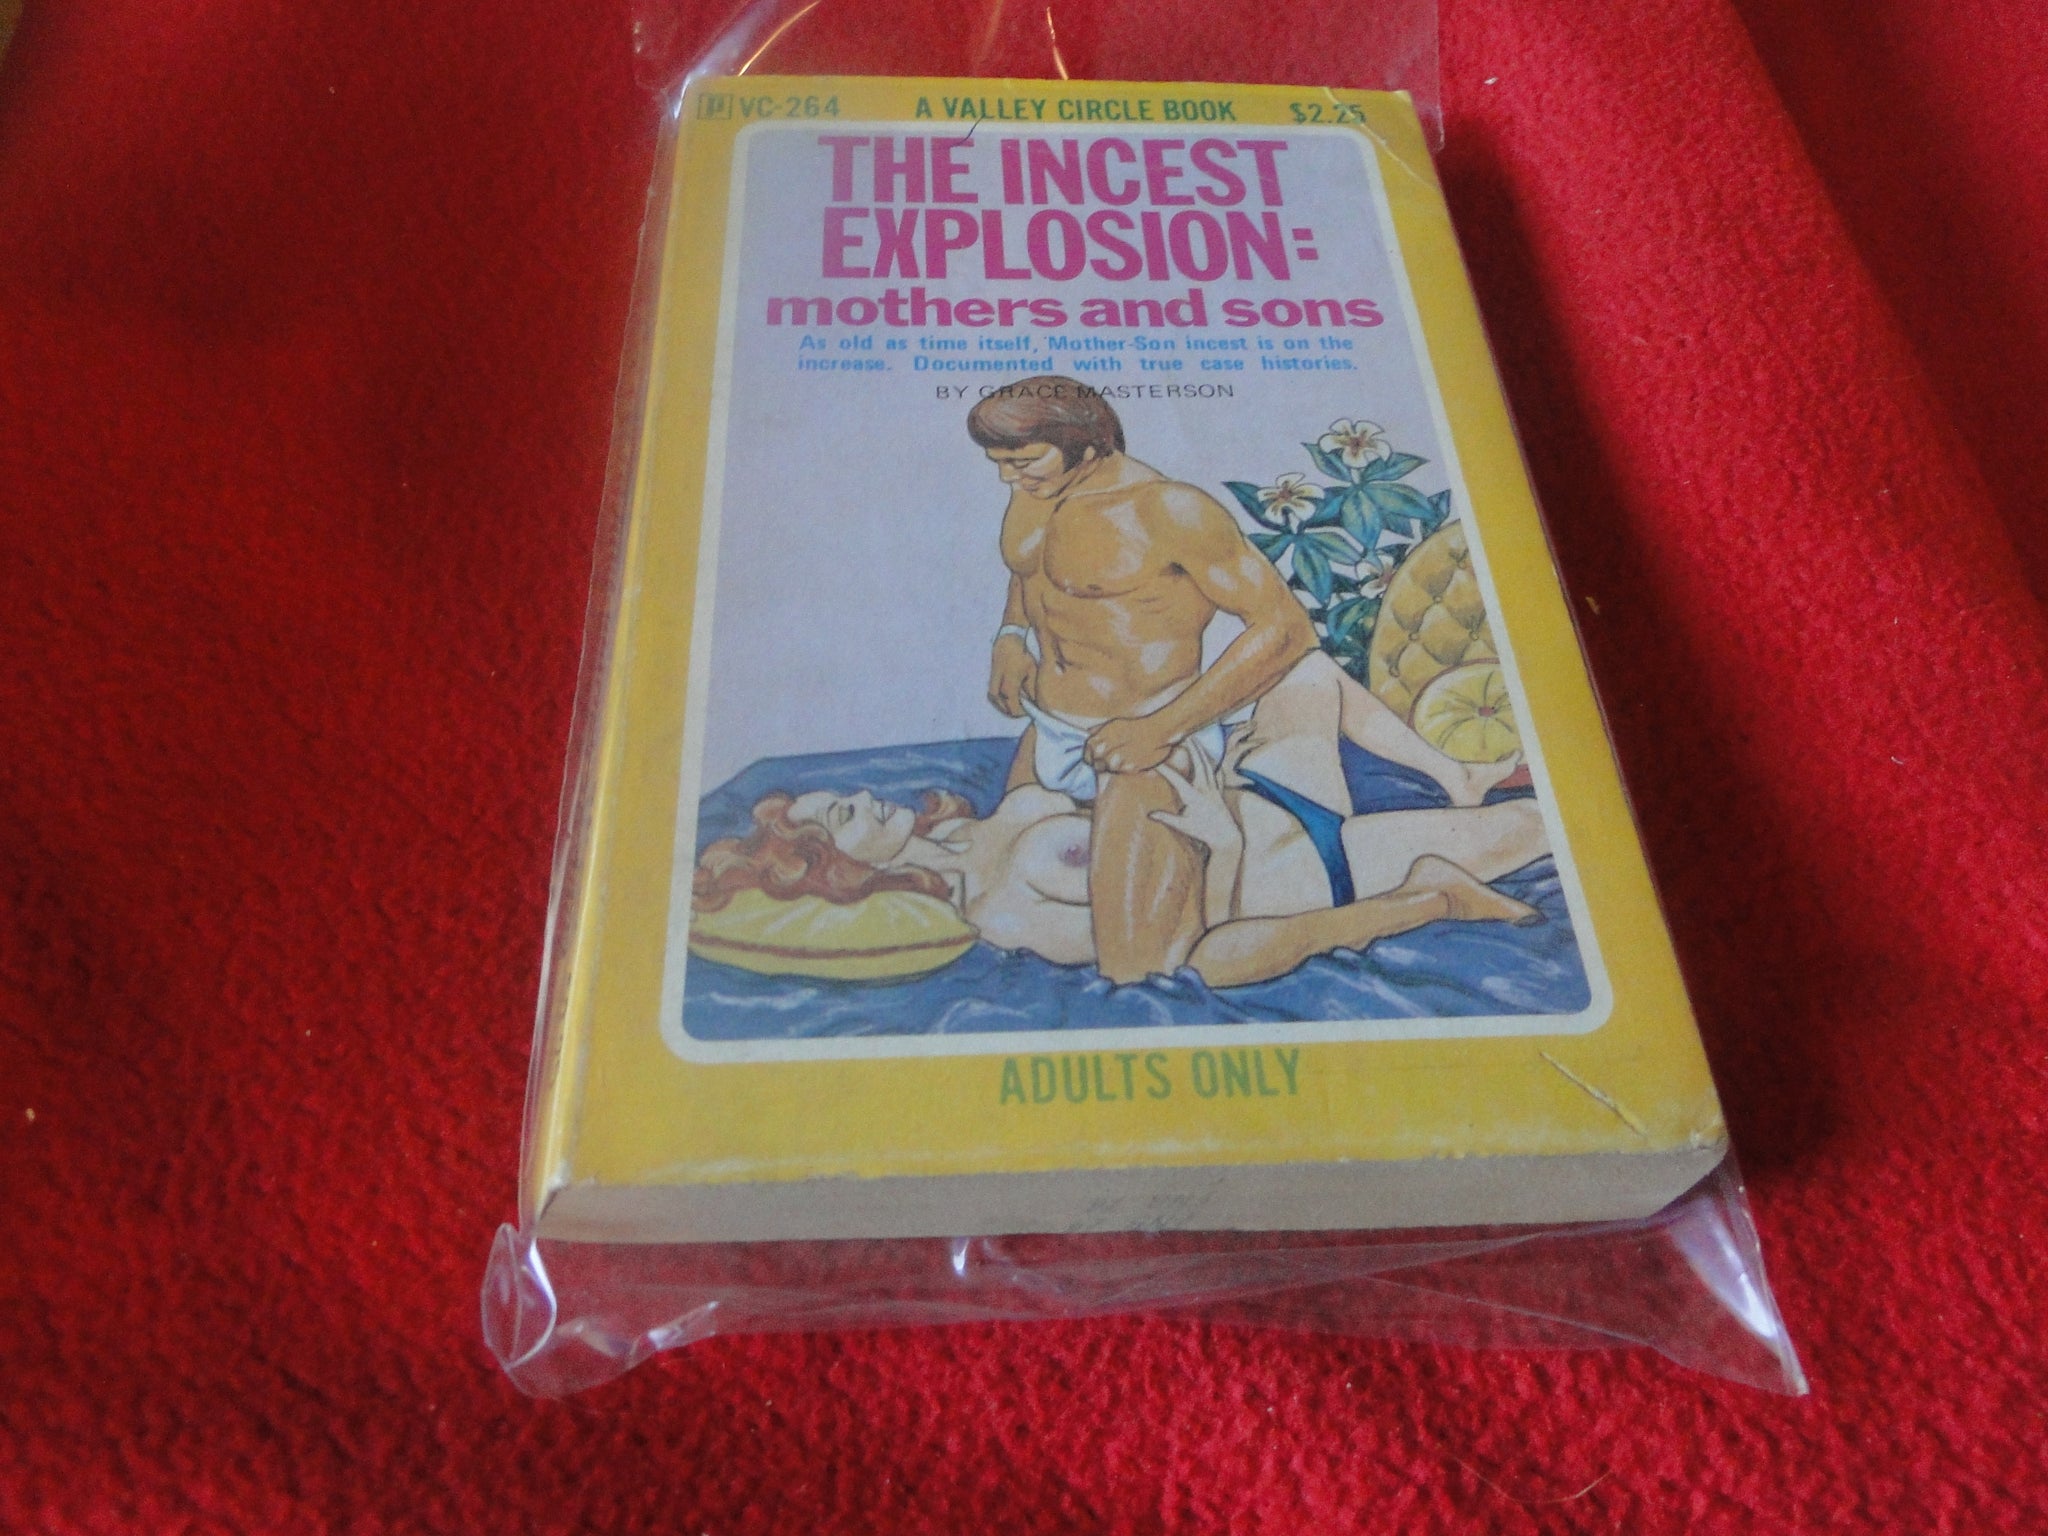 VC-264 A VALLEY CIRCLE BOOK $2.25
THE INCEST
EXPLOSION:
mothers and sons
As old as time itself, Mother-Son incest is on the
increase. Documented with true case histories.
BY GRACE MASTERSON
ADULTS ONLY